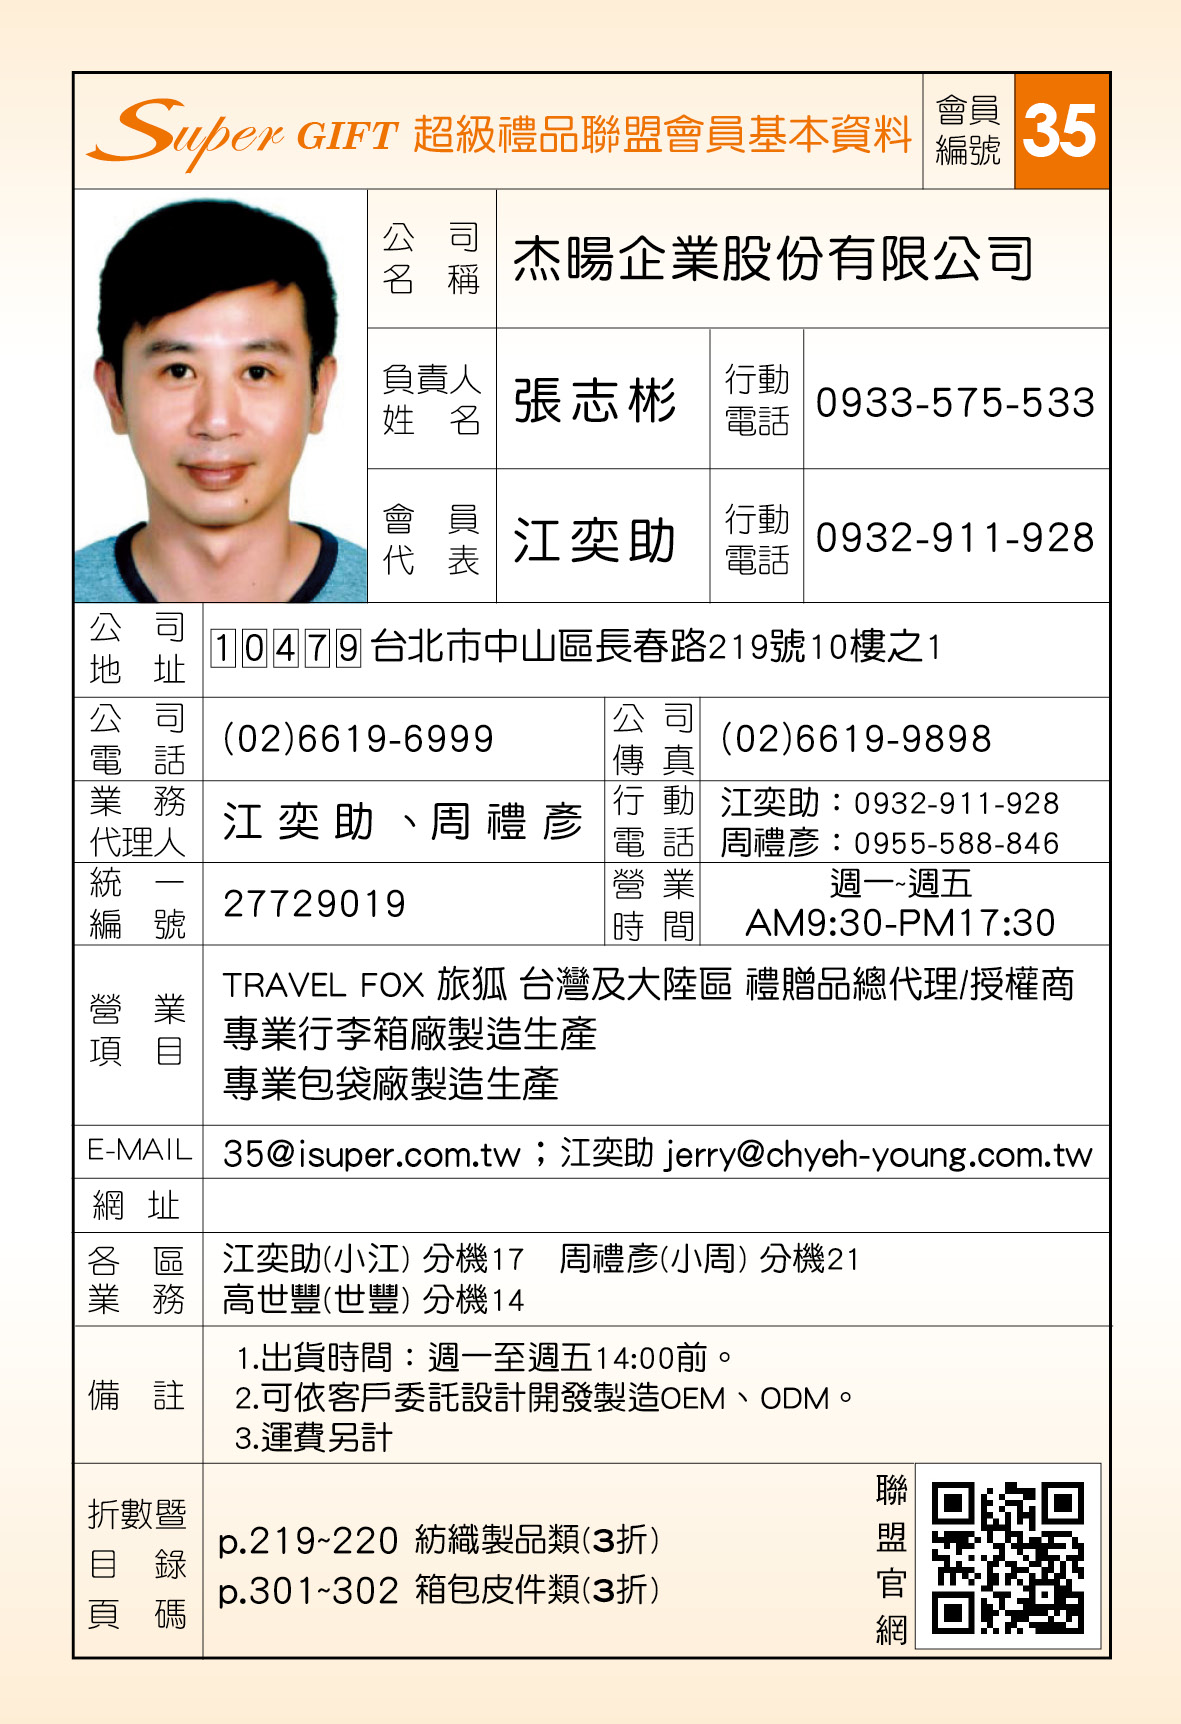 Super GIFT 超級禮品聯盟會員基本資料 會員編號 35
公司名稱 杰暘企業股份有限公司
負責人姓名 張志彬 行動電話 0933-575-533
會員代表 江奕助 行動電話 0932-911-928
公司地址 10479 台北市中山區長春路219號10樓之1
公司電話 (02)6619-6999 公司傳真 (02)6619-9898
業務代理人 江奕助、周禮彥 行動電話 江奕助：0932-911-928
周禮彥：0955-588-846
統一編號 27729019 營業時間 週一~週五
AM9:30-PM17:30
營業項目 TRAVEL FOX 旅狐 台灣及大陸區 禮贈品總代理/授權商
專業行李箱廠製造生產
專業包袋廠製造生產
E-MAIL 35@isuper.com.tw；江奕助 jerry@chyeh-young.com.tw
網址
各區業務 江奕助(小江) 分機17 周禮彥(小周) 分機21
高世豐(世豐) 分機14
備註 1.出貨時間：週一至週五14:00前。
2.可依客戶委託設計開發製造OEM、ODM。
3.運費另計
折數暨目錄頁碼 p.219~220 紡織製品類(3折)
p.301~302 箱包皮件類(3折)
聯盟官網